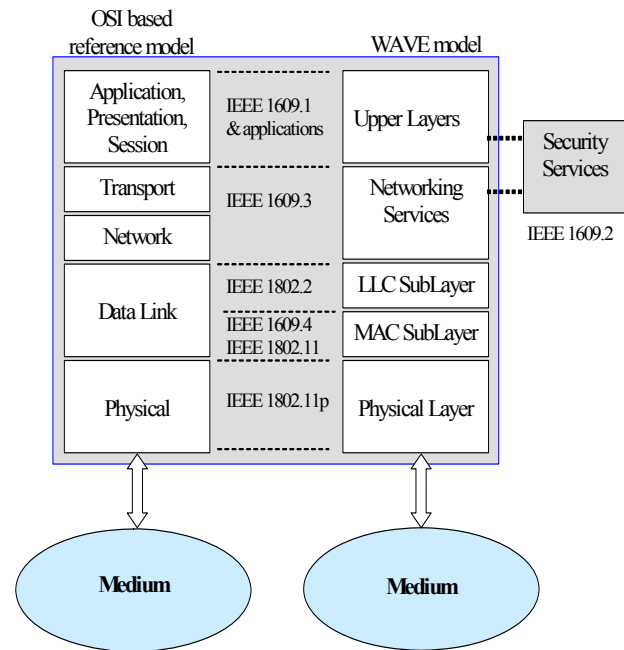 OSI based
reference model
WAVE model
Application,
Presentation,
Session
IEEE 1609.1
& applications
Upper Layers
Security
Services
Transport
IEEE 1609.3
Networking
Services
Network
IEEE 1609.2
Data Link
IEEE 1802.2
LLC SubLayer
IEEE 1609.4
IEEE 1802.11
MAC SubLayer
Physical
IEEE 1802.11p
Physical Layer
Medium
Medium